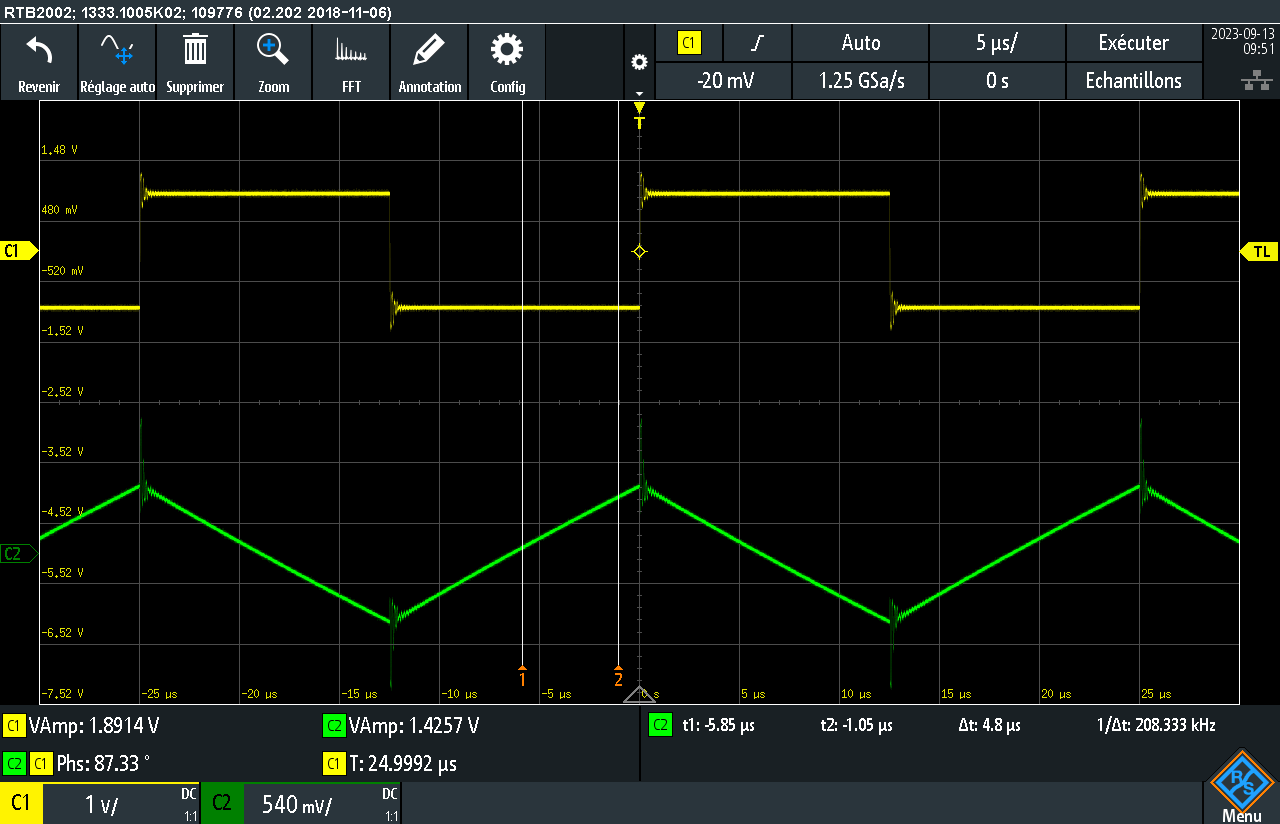 RTB2002; 1333.1005K02; 109776 (02.202 2018-11-06)
Revenir Réglage auto Supprimer Zoom FFT Annotation Config
C1 Auto 5 µs/ Exécuter
-20 mV 1.25 GSa/s 0 s Echantillons
2023-09-13
09:51
T
1.48 V
480 mV
C1
TL
-520 mV
-1.52 V
-2.52 V
-3.52 V
-4.52 V
C2
-5.52 V
-6.52 V
1 2
-7.52 V -25 µs -20 µs -15 µs -10 µs -5 µs 0 s 5 µs 10 µs 15 µs 20 µs 25 µs
C1 VAmp: 1.8914 V C2 VAmp: 1.4257 V C2 t1: -5.85 µs t2: -1.05 µs Δt: 4.8 µs 1/Δt: 208.333 kHz
C2 C1 Phs: 87.33 ° C1 T: 24.9992 µs
C1 1 V/ DC 1:1 C2 540 mV/ DC 1:1
R S
Menu